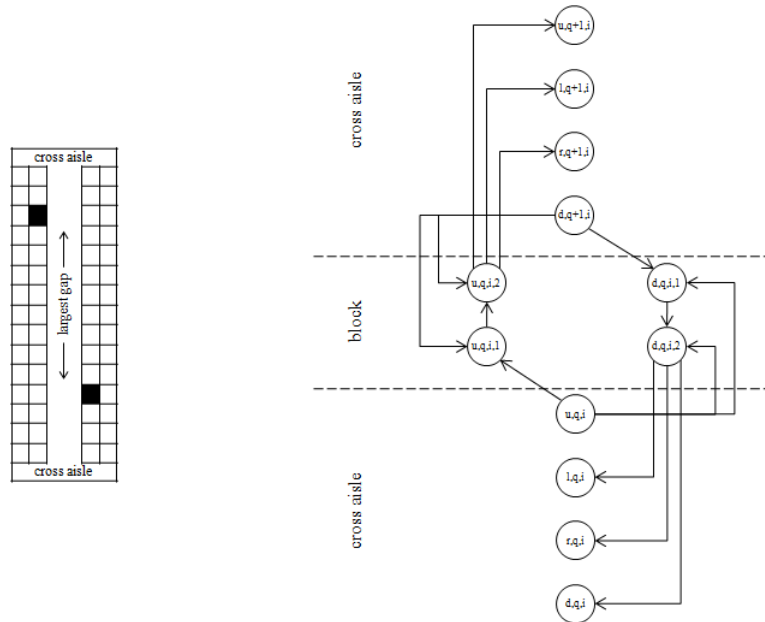 cross aisle
largest gap
cross aisle
cross aisle
block
cross aisle
u,q+1,i
l,q+1,i
r,q+1,i
d,q+1,i
u,q,i,2
d,q,i,1
u,q,i,1
d,q,i,2
u,q,i
l,q,i
r,q,i
d,q,i